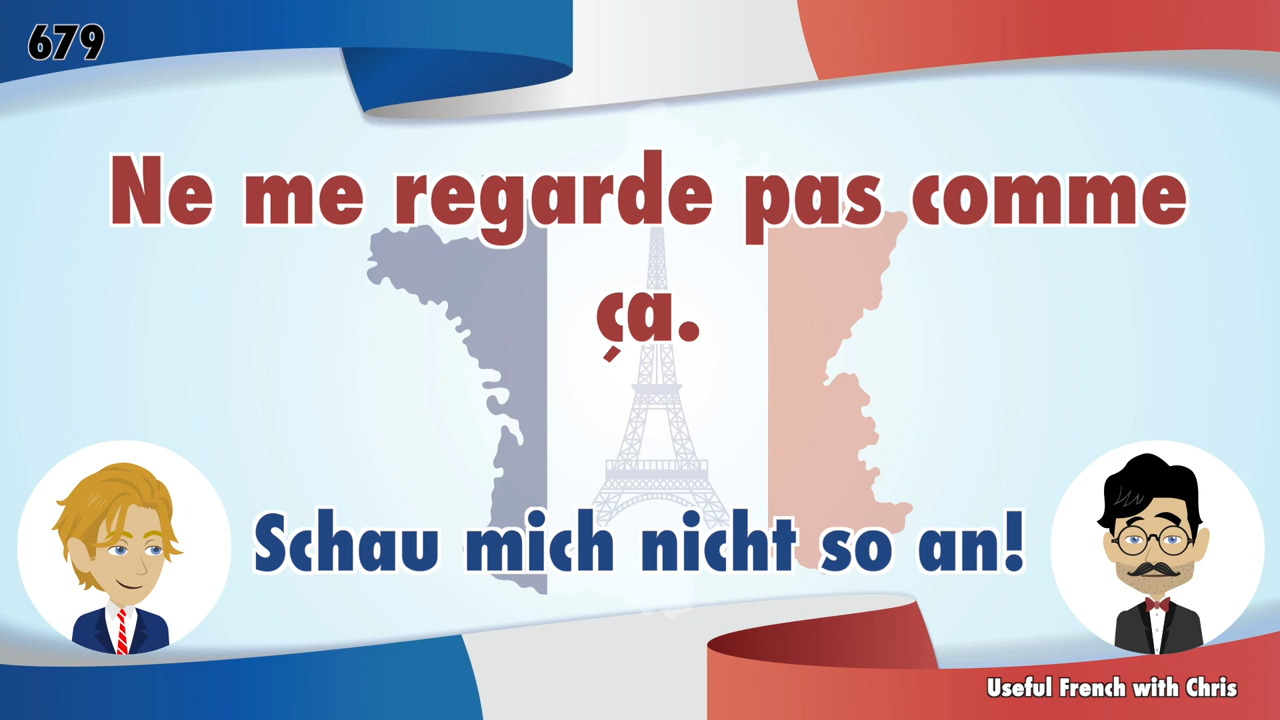 679
Ne me regarde pas comme
ça.
Schau mich nicht so an!
Useful French with Chris